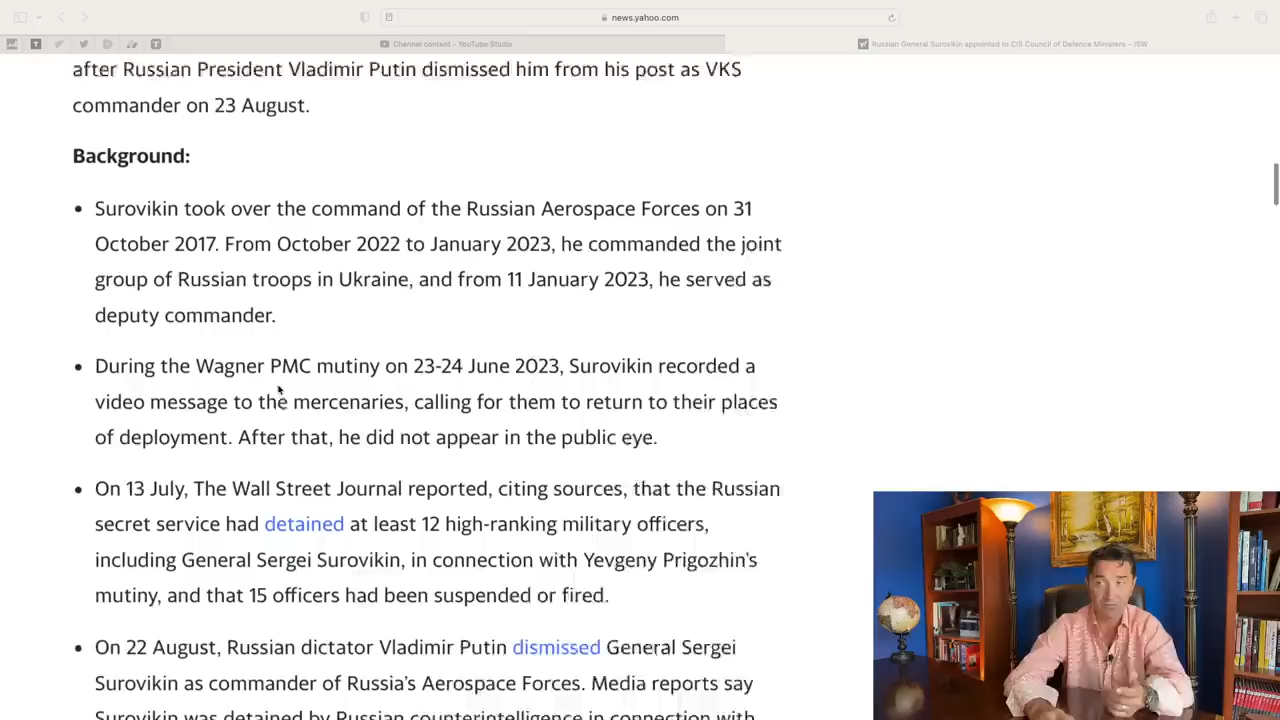 news.yahoo.com
Channel content - YouTube Studio
Russian General Surovikin appointed to CIS Council of Defence Ministers – ISW
after Russian President Vladimir Putin dismissed him from his post as VKS
commander on 23 August.
Background:
Surovikin took over the command of the Russian Aerospace Forces on 31
October 2017. From October 2022 to January 2023, he commanded the joint
group of Russian troops in Ukraine, and from 11 January 2023, he served as
deputy commander.
During the Wagner PMC mutiny on 23-24 June 2023, Surovikin recorded a
video message to the mercenaries, calling for them to return to their places
of deployment. After that, he did not appear in the public eye.
On 13 July, The Wall Street Journal reported, citing sources, that the Russian
secret service had detained at least 12 high-ranking military officers,
including General Sergei Surovikin, in connection with Yevgeny Prigozhin's
mutiny, and that 15 officers had been suspended or fired.
On 22 August, Russian dictator Vladimir Putin dismissed General Sergei
Surovikin as commander of Russia's Aerospace Forces. Media reports say
Surovikin was detained by Russian counterintelligence in connection with